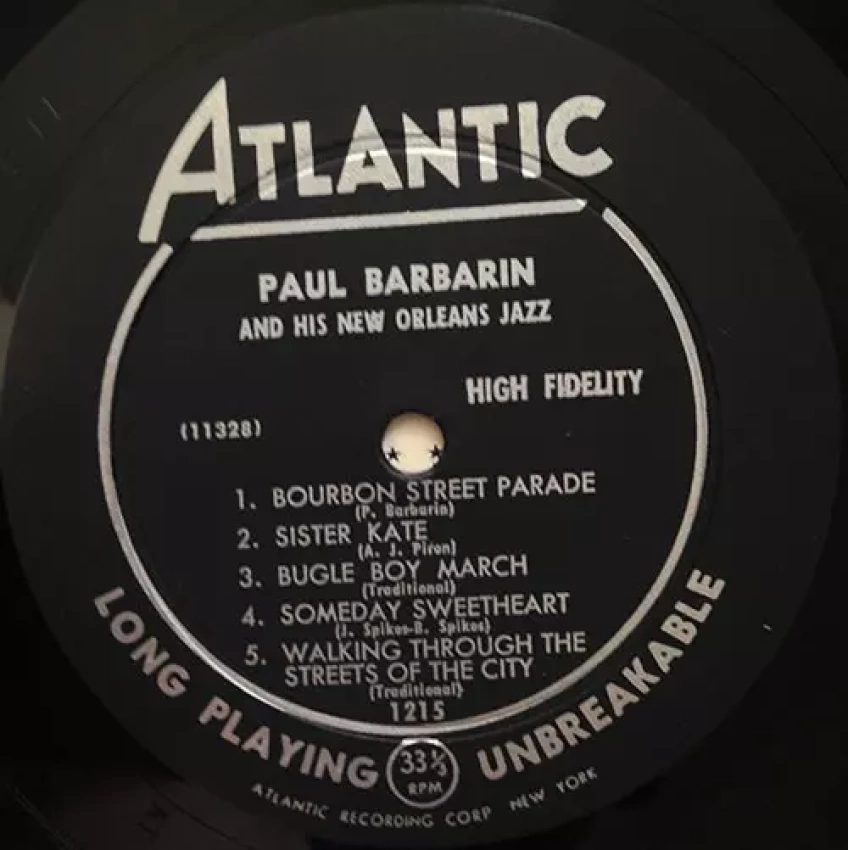 ATLANTIC
PAUL BARBARIN
AND HIS NEW ORLEANS JAZZ
HIGH FIDELITY
(11328)
1. BOURBON STREET PARADE
(P. Barbarin)
2. SISTER KATE
(A. J. Piron)
3. BUGLE BOY MARCH
(Traditional)
4. SOMEDAY SWEETHEART
(J. Spikes-B. Spikes)
5. WALKING THROUGH THE
STREETS OF THE CITY
(Traditional)
1215
LONG PLAYING 33⅓ RPM UNBREAKABLE
ATLANTIC RECORDING CORP NEW YORK